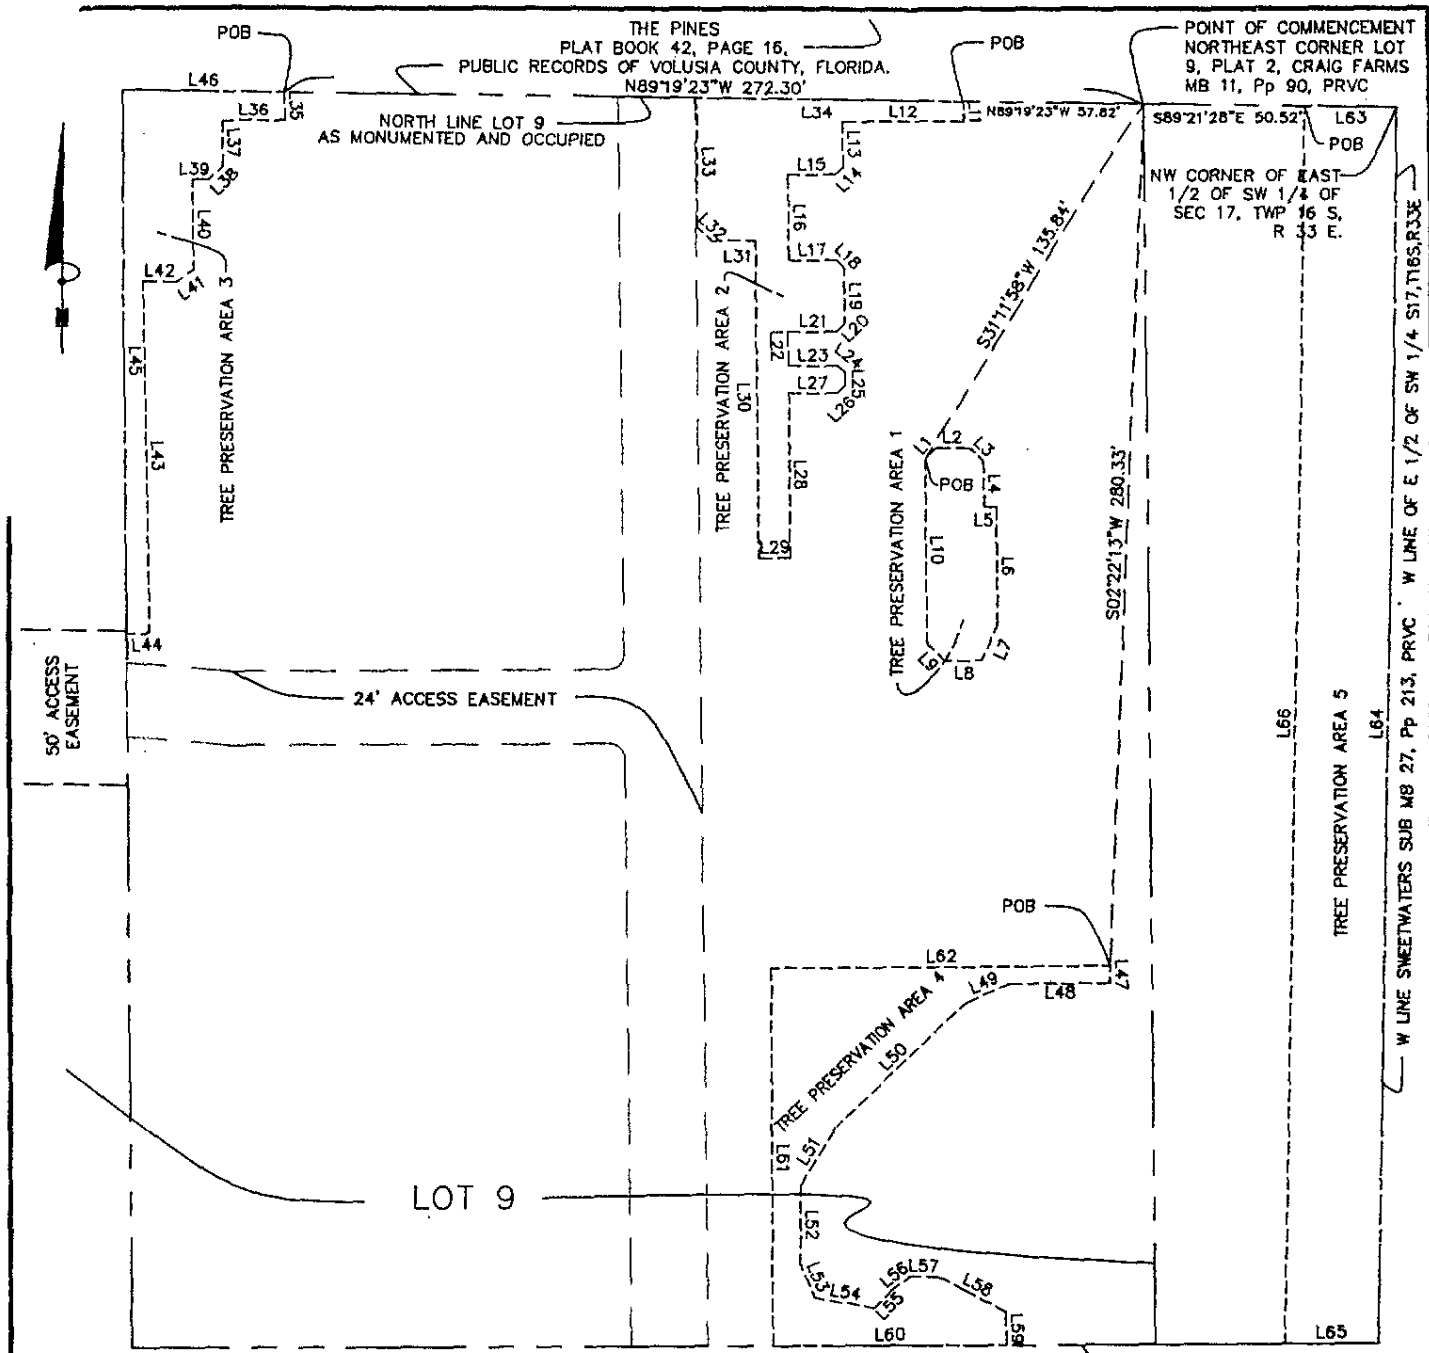 THE PINES
PLAT BOOK 42, PAGE 16,
PUBLIC RECORDS OF VOLUSIA COUNTY, FLORIDA.
N89°19'23"W 272.30'
POB
POB
POINT OF COMMENCEMENT
NORTHEAST CORNER LOT
9, PLAT 2, CRAIG FARMS
MB 11, Pp 90, PRVC
L46
L36
35
NORTH LINE LOT 9
AS MONUMENTED AND OCCUPIED
L34
L12
N89°19'23"W 57.82'
S89°21'28"E 50.52'
L63
POB
NW CORNER OF EAST
1/2 OF SW 1/4 OF
SEC 17, TWP 16 S,
R 33 E.
L37
L38
L39
L40
L41
L42
L43
L44
L45
TREE PRESERVATION AREA 3
L33
L32
L31
L30
L29
L28
TREE PRESERVATION AREA 2
L13
L14
L15
L16
L17
L18
L19
L20
L21
L22
L23
L24
L25
L26
L27
S31°11'58"W 135.84'
L1
L2
L3
L4
L5
L6
L7
L8
L9
L10
POB
TREE PRESERVATION AREA 1
S02°22'13"W 280.33'
W LINE SWEETWATERS SUB MB 27, Pp 213, PRVC
W LINE OF E 1/2 OF SW 1/4 S17,T16S,R33E
L66
L64
TREE PRESERVATION AREA 5
50' ACCESS
EASEMENT
24' ACCESS EASEMENT
POB
L62
L47
L48
L49
L50
L51
TREE PRESERVATION AREA 4
L61
LOT 9
L52
L53
L54
L55
L56
L57
L58
L59
L60
L65